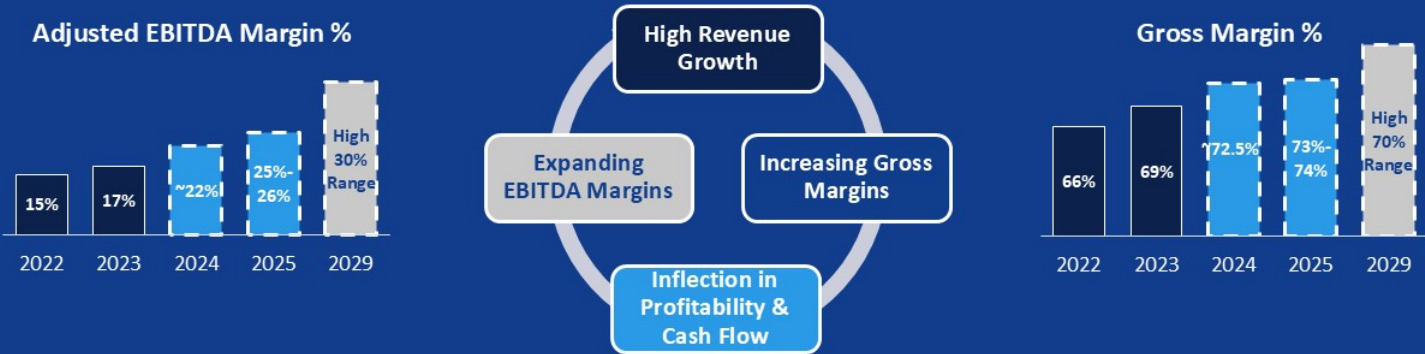 Adjusted EBITDA Margin %
15%
17%
~22%
25%-
26%
High
30%
Range
2022 2023 2024 2025 2029
High Revenue
Growth
Expanding
EBITDA Margins
Increasing Gross
Margins
Inflection in
Profitability &
Cash Flow
Gross Margin %
66%
69%
~72.5%
73%-
74%
High
70%
Range
2022 2023 2024 2025 2029